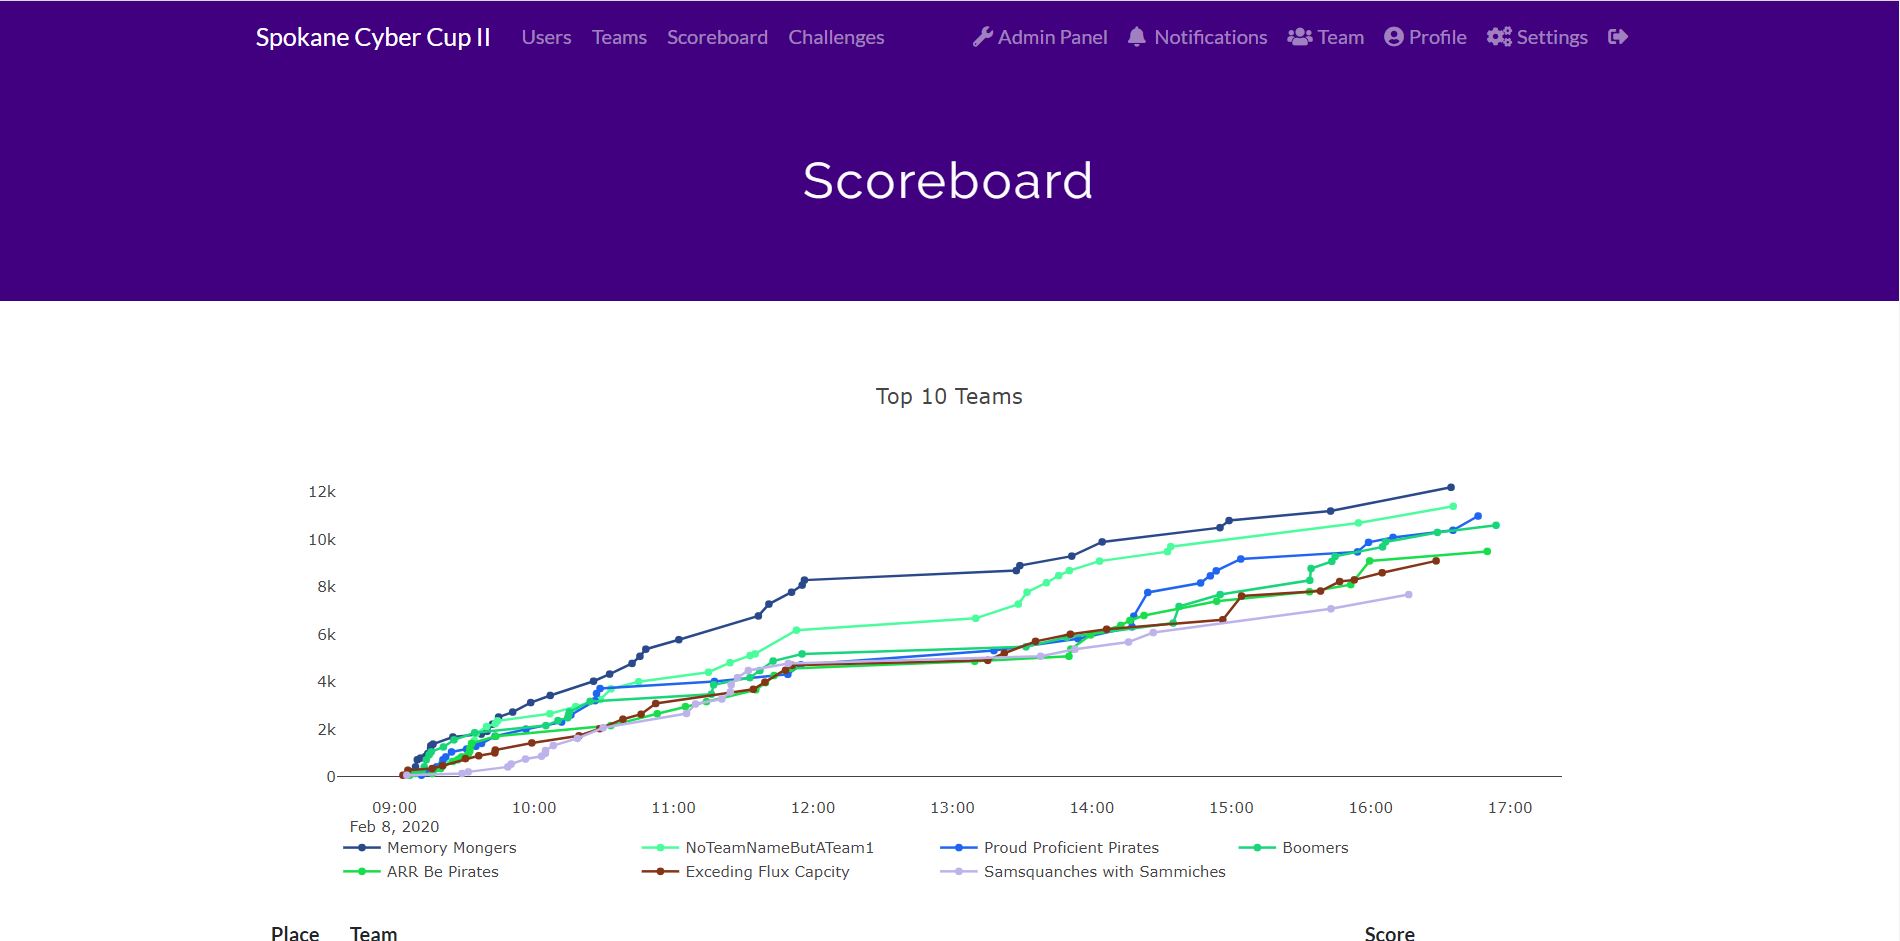 Spokane Cyber Cup II Users Teams Scoreboard Challenges Admin Panel Notifications Team Profile Settings
Scoreboard
Top 10 Teams
12k
10k
8k
6k
4k
2k
0
09:00 10:00 11:00 12:00 13:00 14:00 15:00 16:00 17:00
Feb 8, 2020
Memory Mongers NoTeamNameButATeam1 Proud Proficient Pirates Boomers
ARR Be Pirates Exceding Flux Capcity Samsquanches with Sammiches
Place Team Score